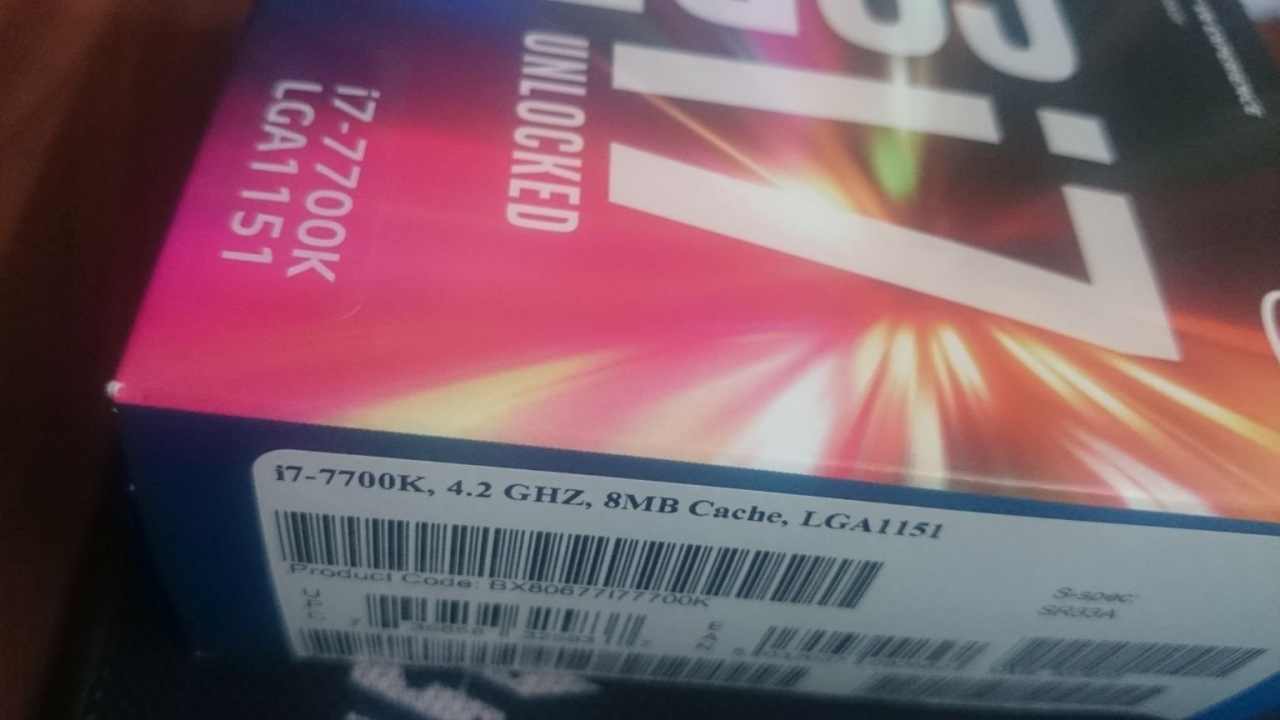 i7
UNLOCKED
i7-7700K
LGA1151
i7-7700K, 4.2 GHZ, 8MB Cache, LGA1151
Product Code: BX80677I77700K
S-spec:
SR33A
UPC
EAN